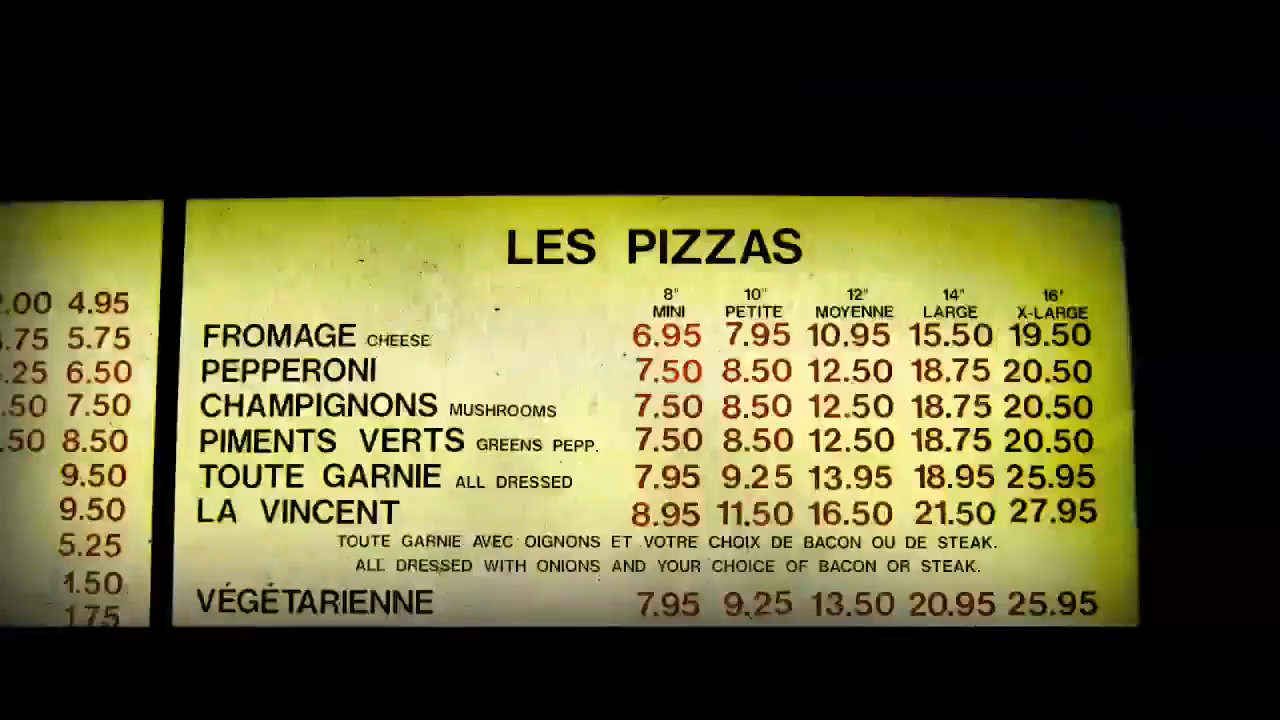 4.95
5.75
6.50
.50 7.50
.50 8.50
9.50
9.50
5.25
1.50
1.75
LES PIZZAS
8" 10" 12" 14" 16'
MINI PETITE MOYENNE LARGE X-LARGE
FROMAGE CHEESE 6.95 7.95 10.95 15.50 19.50
PEPPERONI 7.50 8.50 12.50 18.75 20.50
CHAMPIGNONS MUSHROOMS 7.50 8.50 12.50 18.75 20.50
PIMENTS VERTS GREENS PEPP. 7.50 8.50 12.50 18.75 20.50
TOUTE GARNIE ALL DRESSED 7.95 9.25 13.95 18.95 25.95
LA VINCENT 8.95 11.50 16.50 21.50 27.95
TOUTE GARNIE AVEC OIGNONS ET VOTRE CHOIX DE BACON OU DE STEAK.
ALL DRESSED WITH ONIONS AND YOUR CHOICE OF BACON OR STEAK.
VÉGÉTARIENNE 7.95 9.25 13.50 20.95 25.95